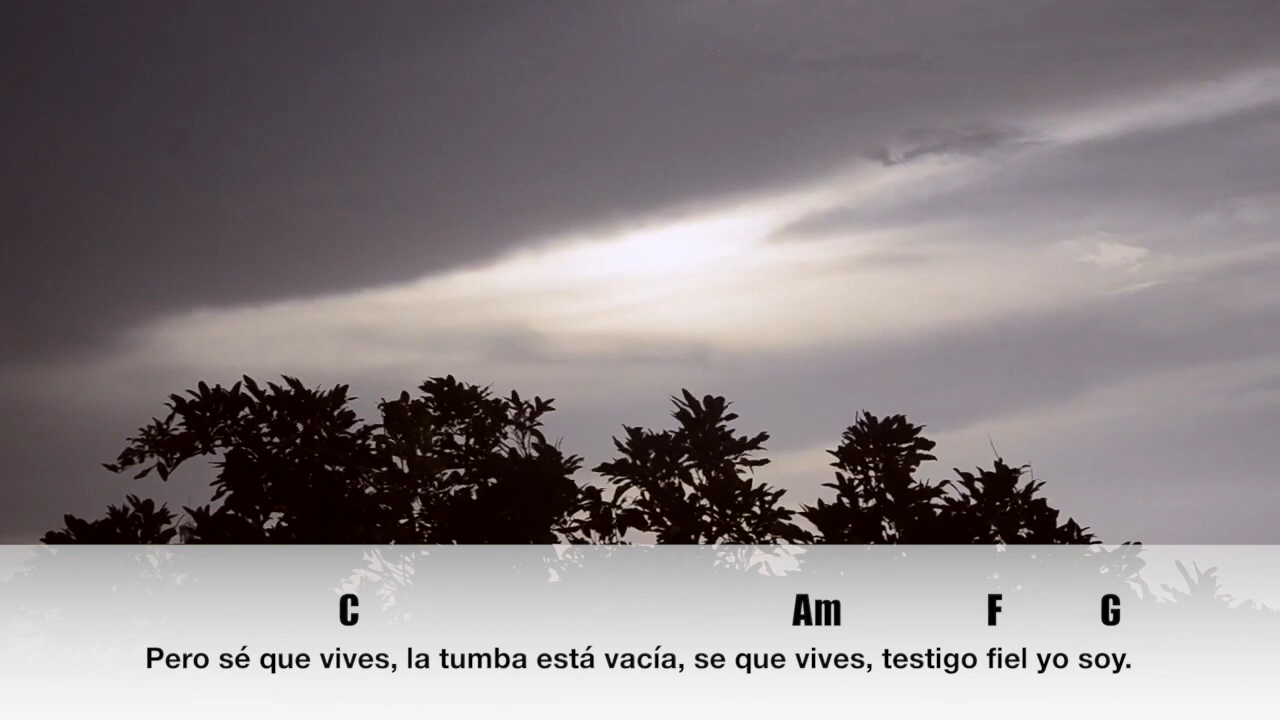 C Am F G
Pero sé que vives, la tumba está vacía, se que vives, testigo fiel yo soy.